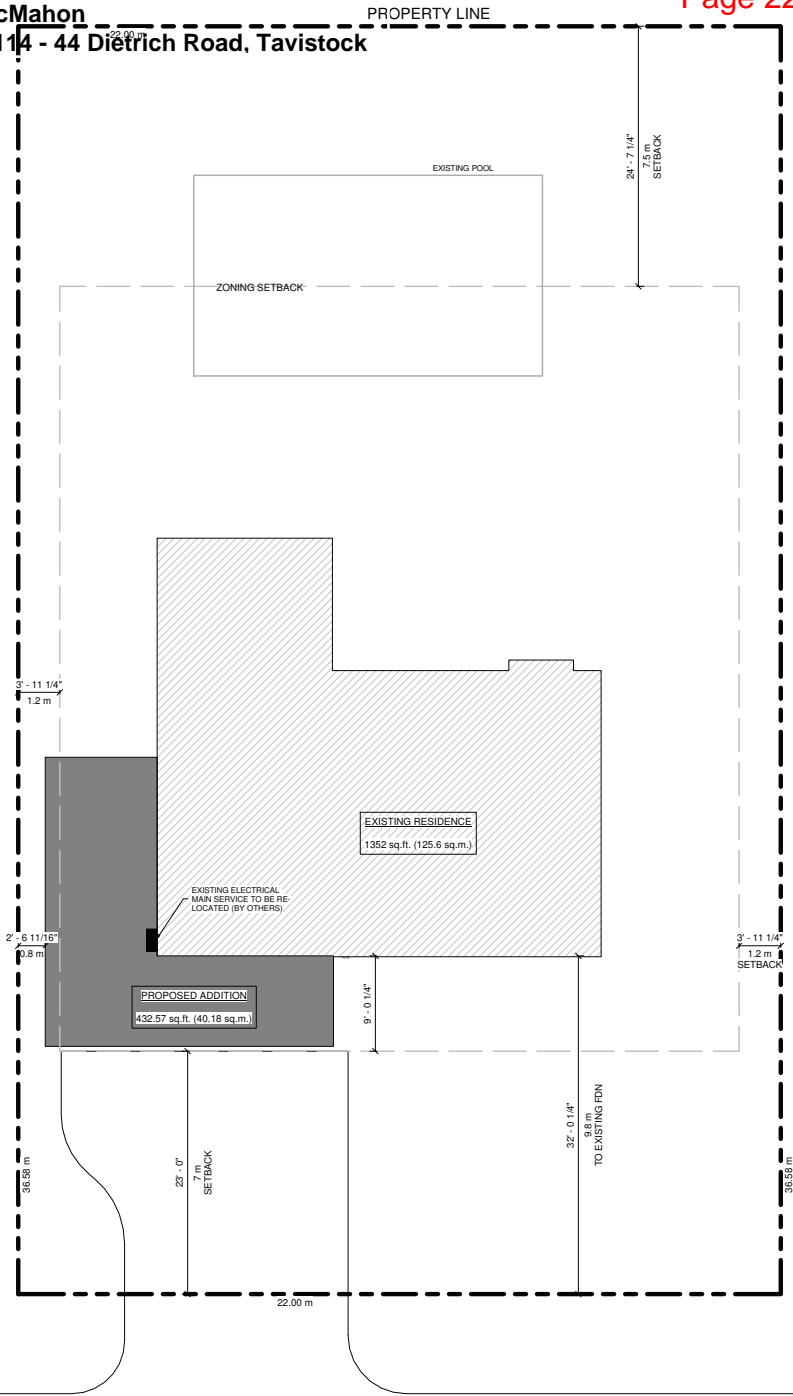 cMahon
PROPERTY LINE
Page 22
22.00 m
114 - 44 Dietrich Road, Tavistock
24' - 7 1/4"
7.5 m
SETBACK
EXISTING POOL
ZONING SETBACK
3' - 11 1/4"
1.2 m
EXISTING RESIDENCE
1352 sq.ft. (125.6 sq.m.)
EXISTING ELECTRICAL
MAIN SERVICE TO BE RE-
LOCATED (BY OTHERS)
2' - 6 11/16"
0.8 m
3' - 11 1/4"
1.2 m
SETBACK
PROPOSED ADDITION
432.57 sq.ft. (40.18 sq.m.)
9' - 0 1/4"
32' - 0 1/4"
9.8 m
TO EXISTING FDN
23' - 0"
7 m
SETBACK
36.58 m
36.58 m
22.00 m